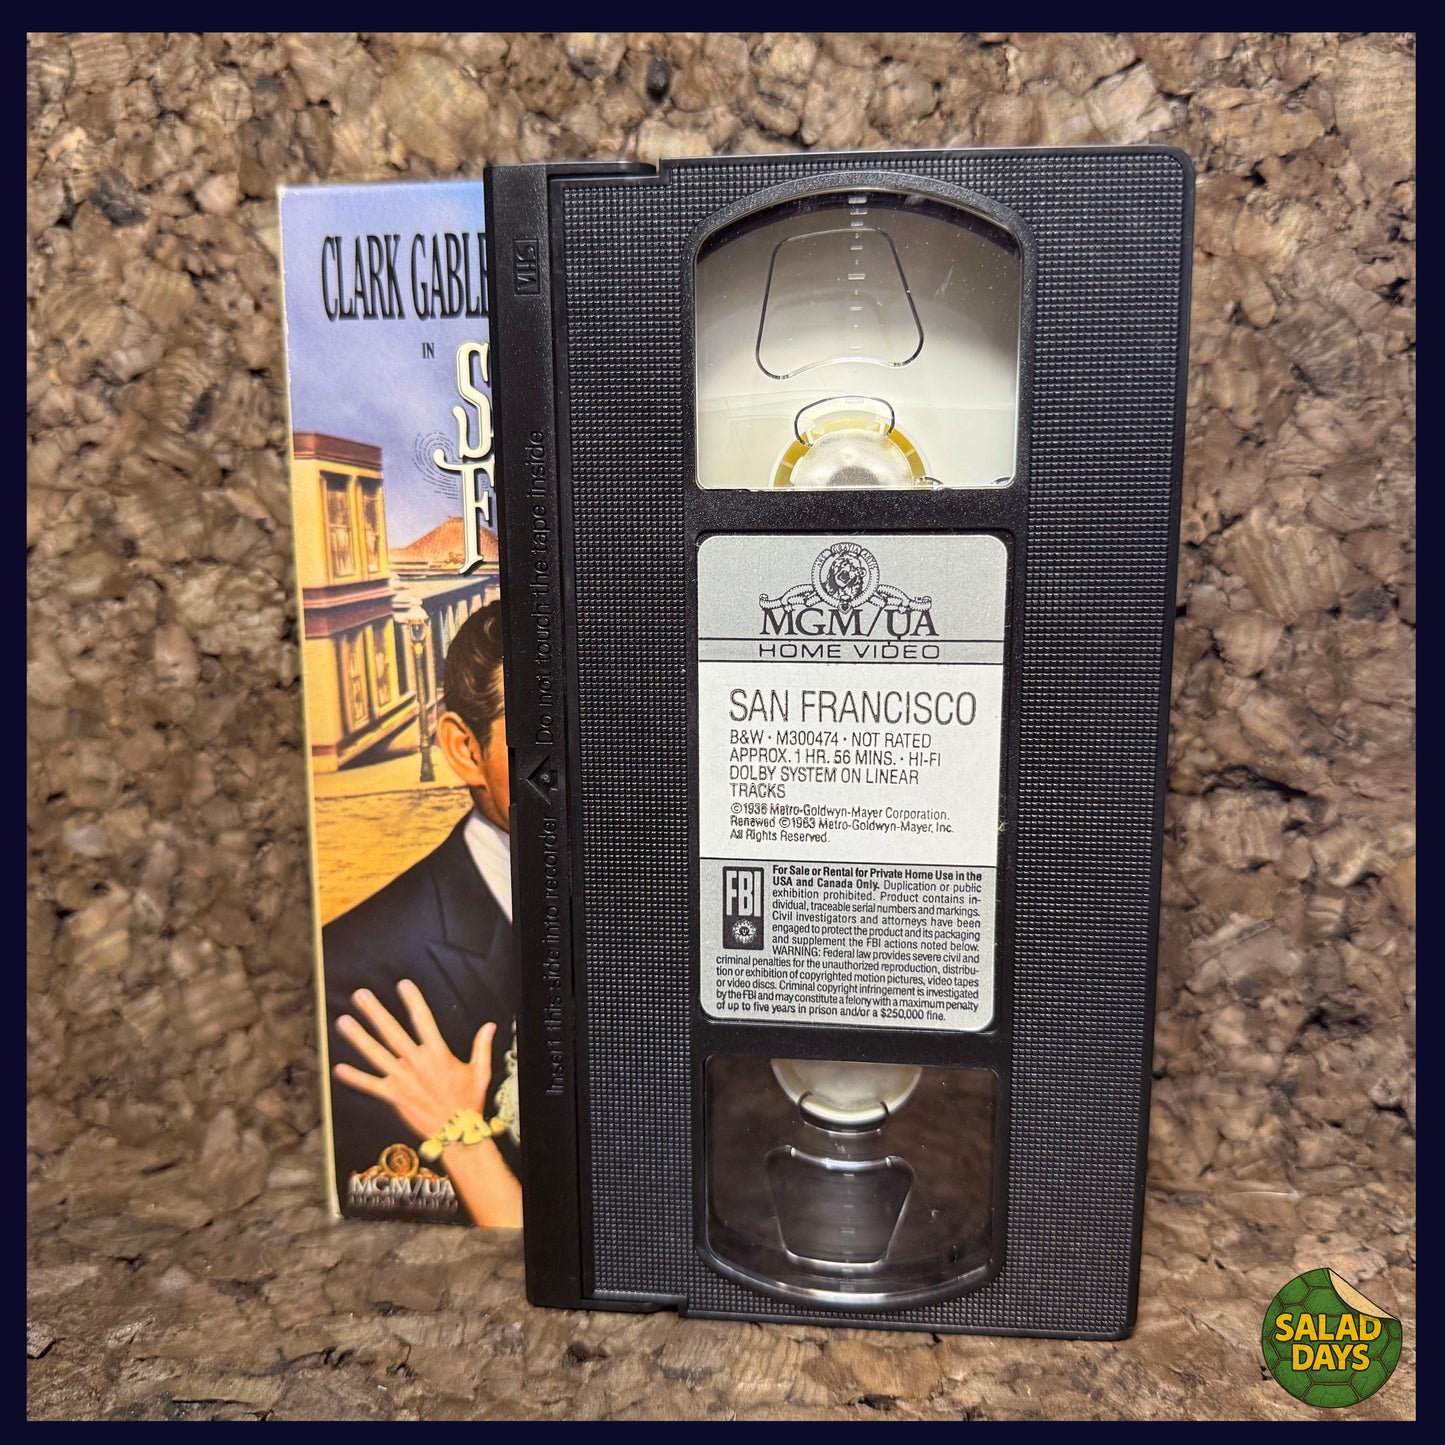 CLARK GABLE
IN
S
F
MGM/UA
HOME VIDEO
VHS
Do not touch the tape inside
Insert this side into recorder
MGM/UA
HOME VIDEO
SAN FRANCISCO
B&W • M300474 • NOT RATED
APPROX. 1 HR. 56 MINS. • HI-FI
DOLBY SYSTEM ON LINEAR
TRACKS
©1936 Metro-Goldwyn-Mayer Corporation.
Renewed ©1963 Metro-Goldwyn-Mayer, Inc.
All Rights Reserved.
FBI
For Sale or Rental for Private Home Use in the
USA and Canada Only. Duplication or public
exhibition prohibited. Product contains in-
dividual, traceable serial numbers and markings.
Civil investigators and attorneys have been
engaged to protect the product and its packaging
and supplement the FBI actions noted below.
WARNING: Federal law provides severe civil and
criminal penalties for the unauthorized reproduction, distribu-
tion or exhibition of copyrighted motion pictures, video tapes
or video discs. Criminal copyright infringement is investigated
by the FBI and may constitute a felony with a maximum penalty
of up to five years in prison and/or a $250,000 fine.
SALAD
DAYS